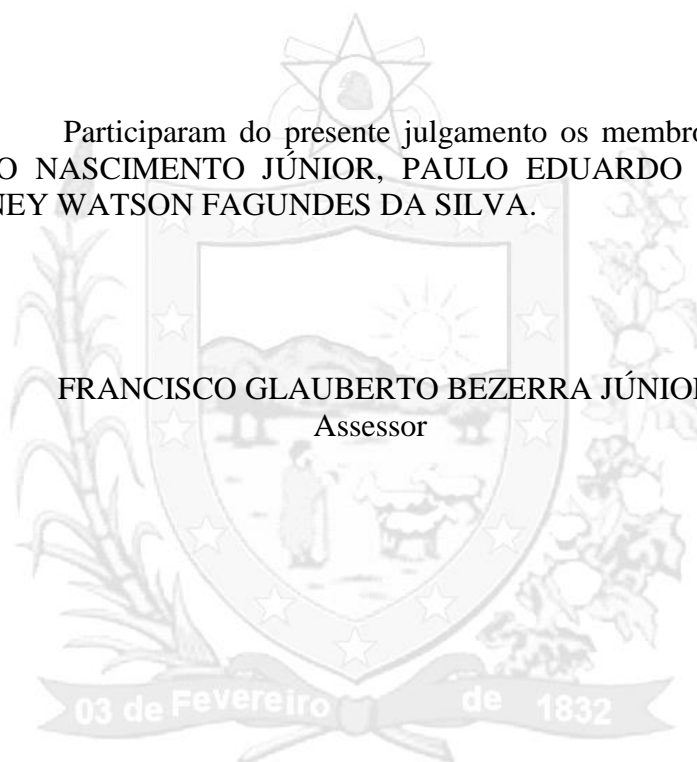 Participaram do presente julgamento os membro
O NASCIMENTO JÚNIOR, PAULO EDUARDO
NEY WATSON FAGUNDES DA SILVA.
FRANCISCO GLAUBERTO BEZERRA JÚNIOR
Assessor
03 de Fevereiro de 1832